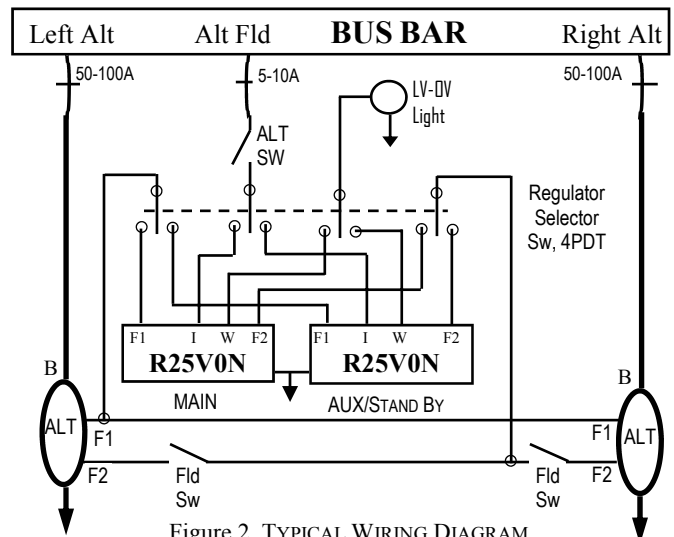 Left Alt Alt Fld BUS BAR Right Alt
50-100A 5-10A 50-100A
LV-OV
Light
ALT
SW
Regulator
Selector
Sw, 4PDT
F1 I W F2 F1 I W F2
R25V0N R25V0N
MAIN AUX/STAND BY
B B
ALT ALT
F1 F1
F2 F2
Fld
Sw
Fld
Sw
Figure 2. TYPICAL WIRING DIAGRAM